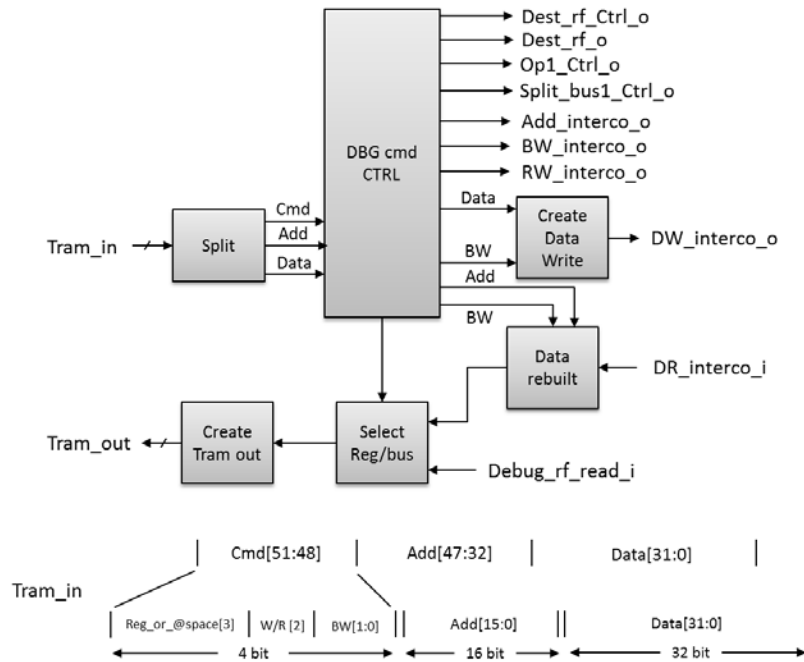 Dest_rf_Ctrl_o
Dest_rf_o
Op1_Ctrl_o
Split_bus1_Ctrl_o
Add_interco_o
BW_interco_o
RW_interco_o
DBG cmd
CTRL
Cmd
Add
Data
Tram_in
Split
Data
BW
Add
BW
Create
Data
Write
DW_interco_o
Data
rebuilt
DR_interco_i
Tram_out
Create
Tram out
Select
Reg/bus
Debug_rf_read_i
Cmd[51:48] Add[47:32] Data[31:0]
Tram_in
Reg_or_@space[3] W/R [2] BW[1:0] Add[15:0] Data[31:0]
4 bit 16 bit 32 bit